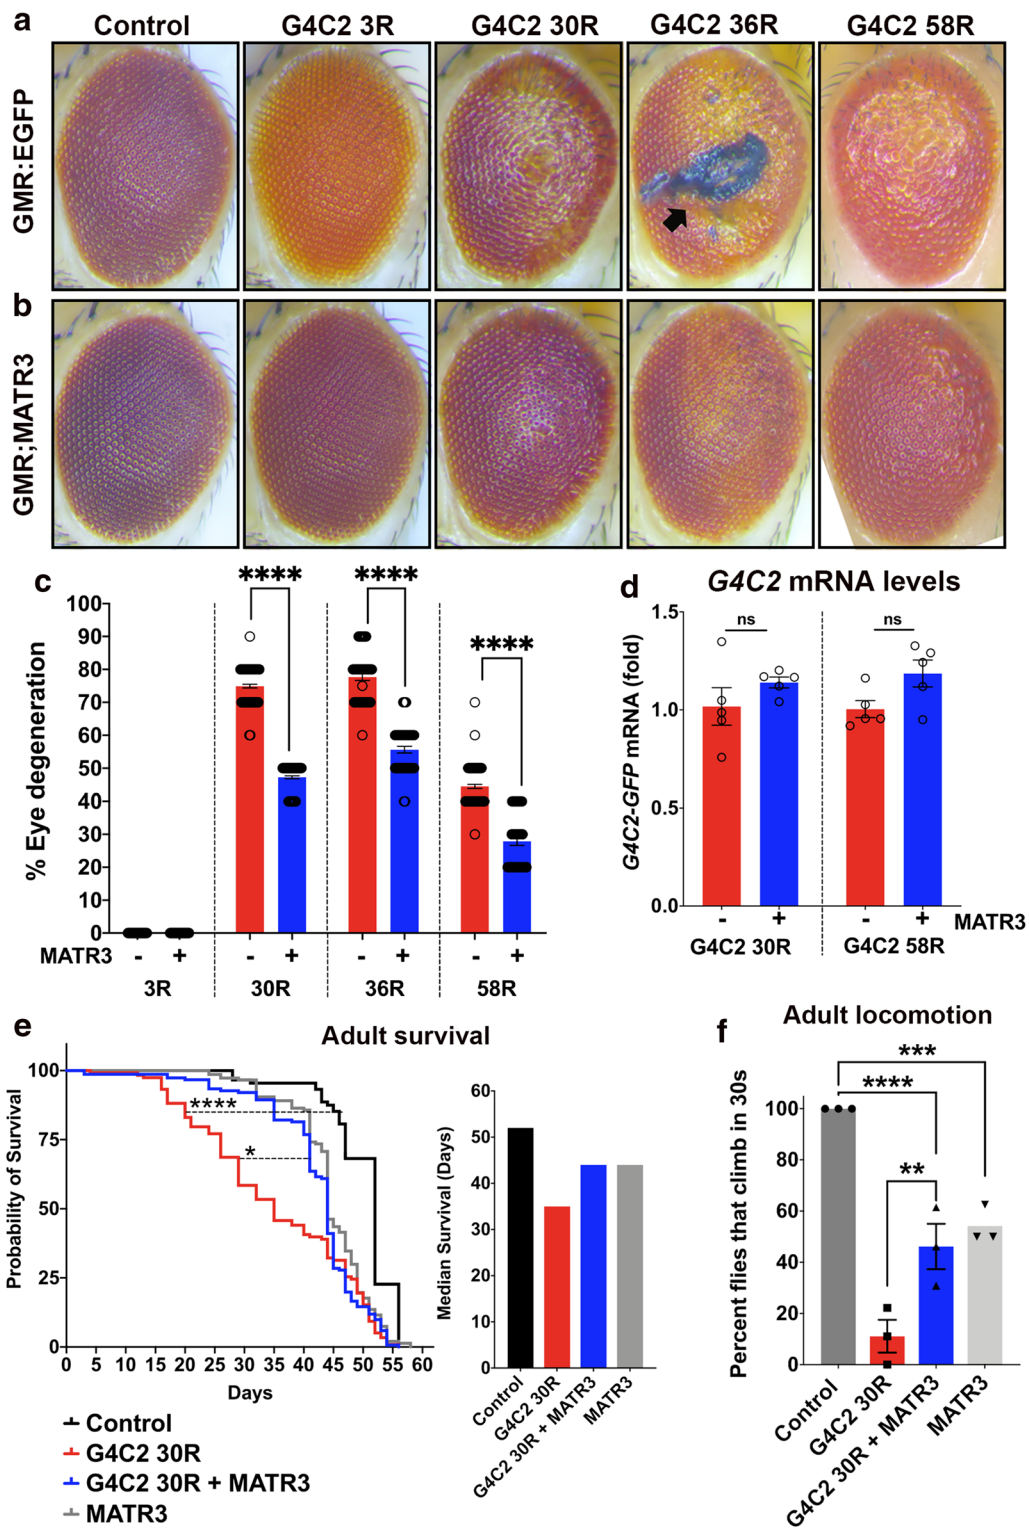 a
Control
G4C2 3R
G4C2 30R
G4C2 36R
G4C2 58R
GMR:EGFP
b
GMR;MATR3
c
% Eye degeneration
100
90
80
70
60
50
40
30
20
10
0
****
****
****
MATR3 - + - + - + - +
3R 30R 36R 58R
d
G4C2 mRNA levels
G4C2-GFP mRNA (fold)
1.5
1.0
0.5
0.0
ns
ns
- + - + MATR3
G4C2 30R G4C2 58R
e
Adult survival
Probability of Survival
100
75
50
25
0
****
*
0 5 10 15 20 25 30 35 40 45 50 55 60
Days
Control
G4C2 30R
G4C2 30R + MATR3
MATR3
Median Survival (Days)
60
50
40
30
20
10
0
Control
G4C2 30R
G4C2 30R + MATR3
MATR3
f
Adult locomotion
Percent flies that climb in 30s
100
80
60
40
20
0
***
****
**
Control
G4C2 30R
G4C2 30R + MATR3
MATR3